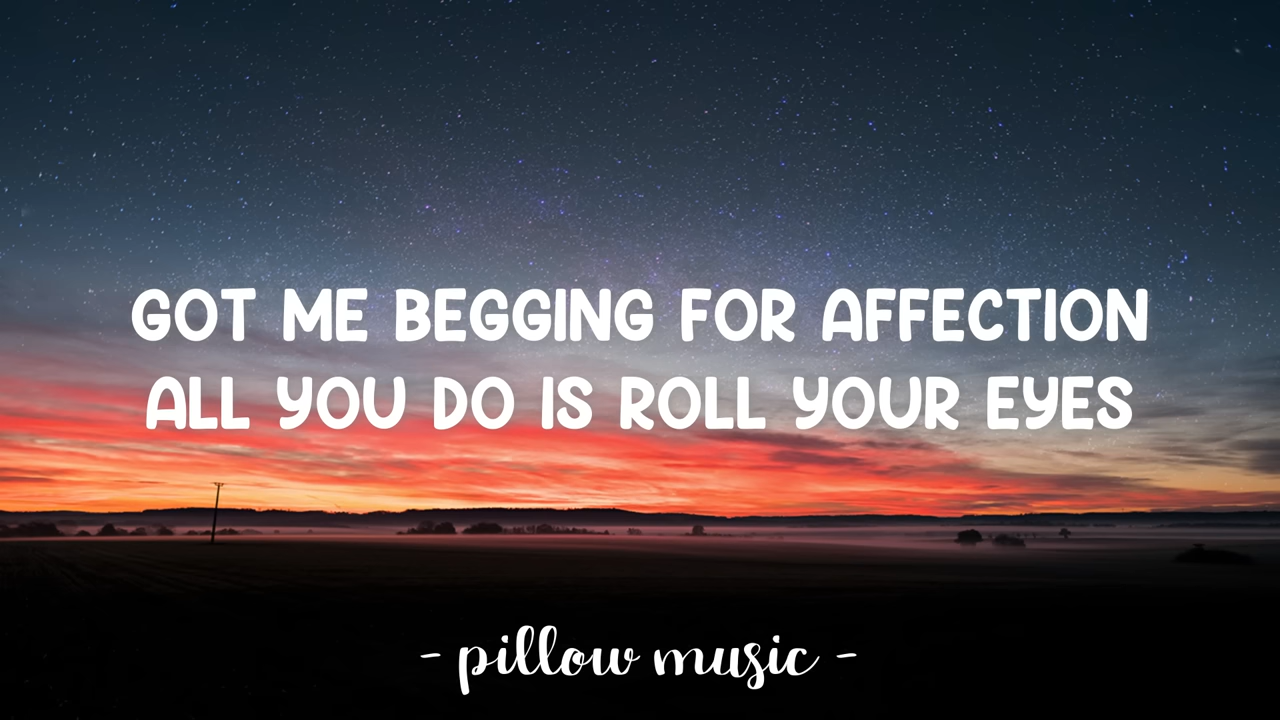 GOT ME BEGGING FOR AFFECTION
ALL YOU DO IS ROLL YOUR EYES
- pillow music -